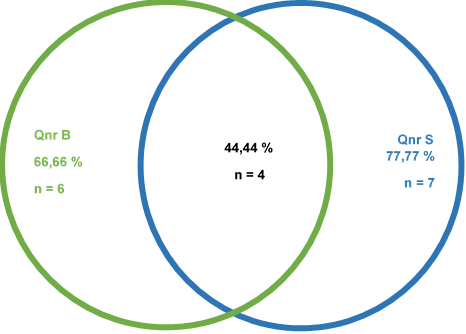 Qnr B
66,66 %
n = 6
44,44 %
n = 4
Qnr S
77,77 %
n = 7